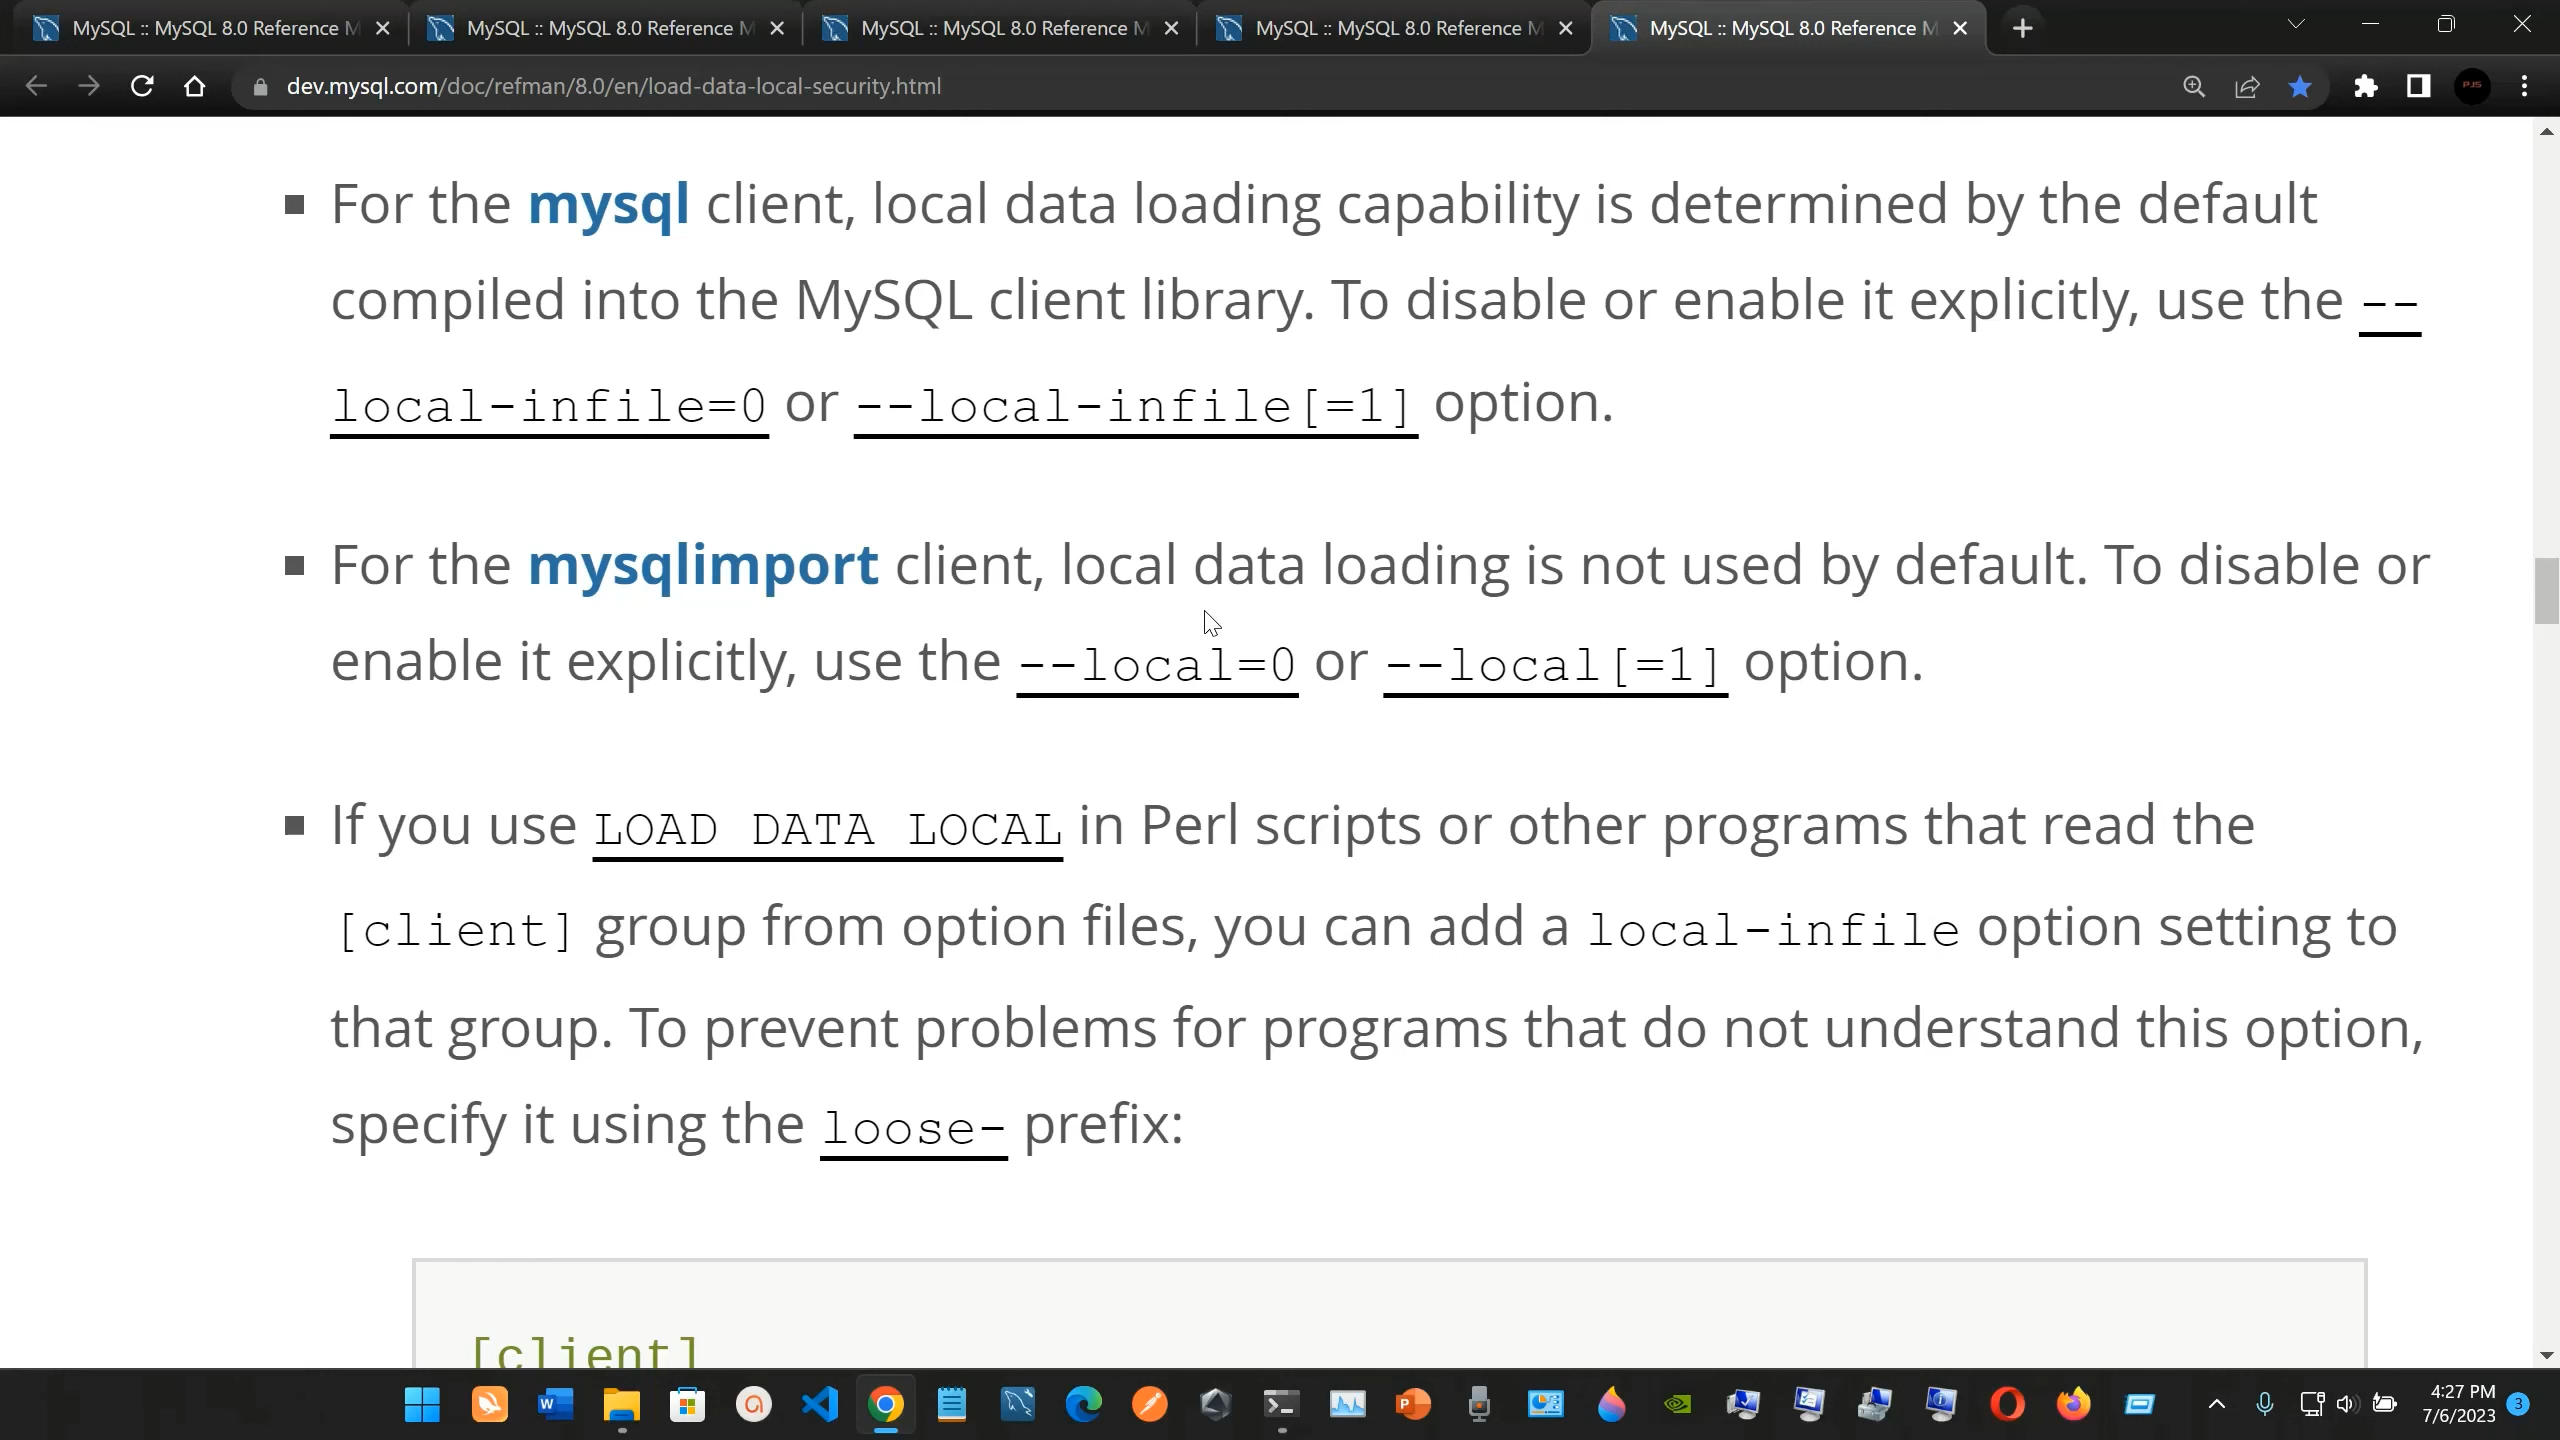 MySQL :: MySQL 8.0 Reference M
MySQL :: MySQL 8.0 Reference M
MySQL :: MySQL 8.0 Reference M
MySQL :: MySQL 8.0 Reference M
MySQL :: MySQL 8.0 Reference M
dev.mysql.com/doc/refman/8.0/en/load-data-local-security.html
PJS
For the mysql client, local data loading capability is determined by the default
compiled into the MySQL client library. To disable or enable it explicitly, use the --
local-infile=0 or --local-infile[=1] option.
For the mysqlimport client, local data loading is not used by default. To disable or
enable it explicitly, use the --local=0 or --local[=1] option.
If you use LOAD DATA LOCAL in Perl scripts or other programs that read the
[client] group from option files, you can add a local-infile option setting to
that group. To prevent problems for programs that do not understand this option,
specify it using the loose- prefix:
[client]
4:27 PM
7/6/2023
3